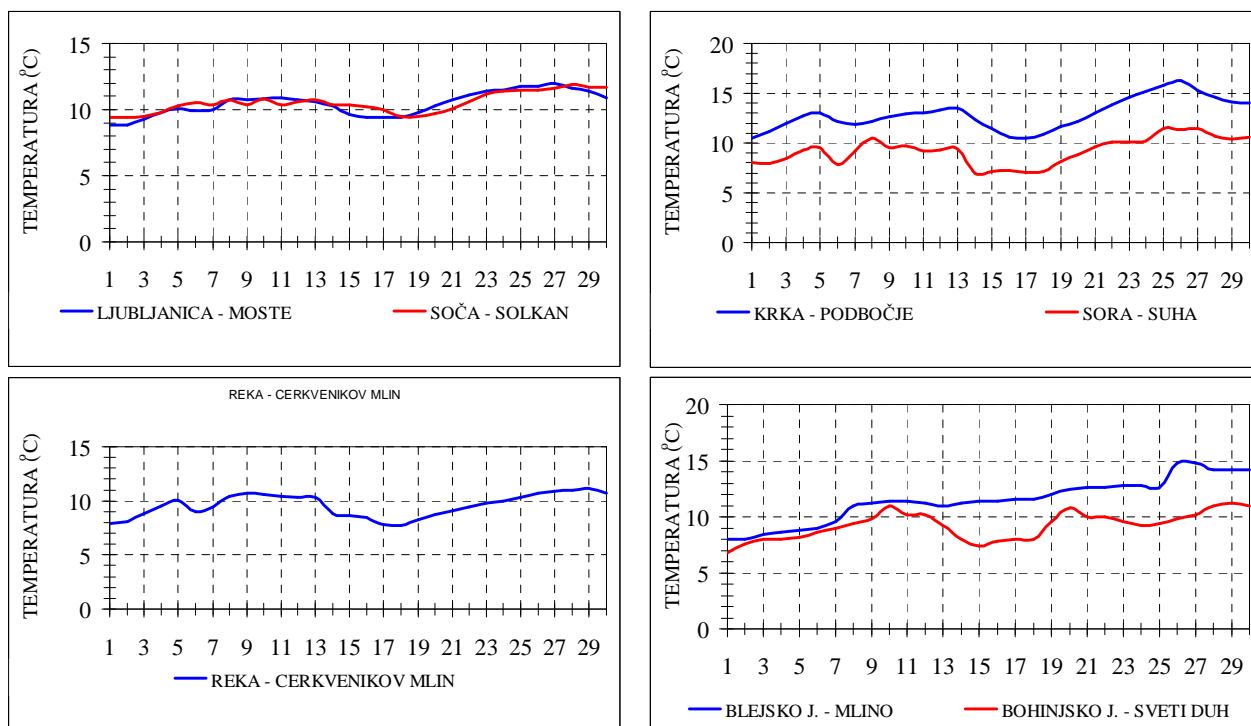 TEMPERATURA (°C)
15
10
5
0
1 3 5 7 9 11 13 15 17 19 21 23 25 27 29
LJUBLJANICA - MOSTE SOČA - SOLKAN
TEMPERATURA (°C)
20
15
10
5
0
1 3 5 7 9 11 13 15 17 19 21 23 25 27 29
KRKA - PODBOČJE SORA - SUHA
REKA - CERKVENIKOV MLIN
TEMPERATURA (°C)
15
10
5
0
1 3 5 7 9 11 13 15 17 19 21 23 25 27 29
REKA - CERKVENIKOV MLIN
TEMPERATURA (°C)
20
15
10
5
0
1 3 5 7 9 11 13 15 17 19 21 23 25 27 29
BLEJSKO J. - MLINO BOHINJSKO J. - SVETI DUH